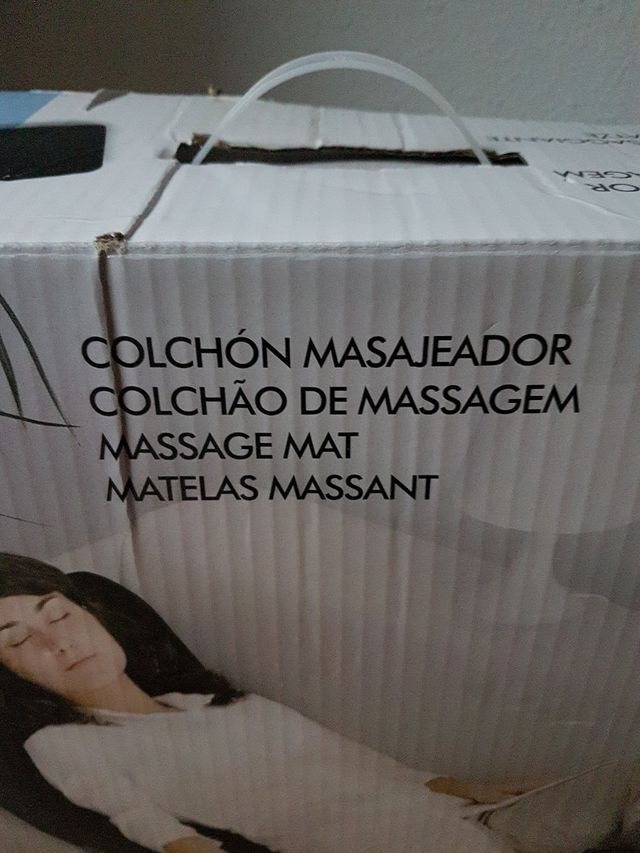 COLCHÓN MASAJEADOR
COLCHÃO DE MASSAGEM
MASSAGE MAT
MATELAS MASSANT